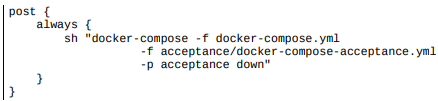 post {
    always {
        sh "docker-compose -f docker-compose.yml
                   -f acceptance/docker-compose-acceptance.yml
                   -p acceptance down"
    }
}